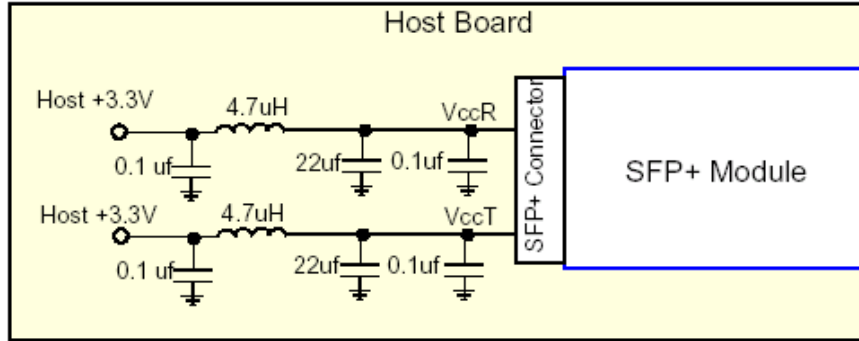 Host Board
Host +3.3V
4.7uH
VccR
0.1 uf
22uf
0.1uf
SFP+ Connector
SFP+ Module
Host +3.3V
4.7uH
VccT
0.1 uf
22uf
0.1uf